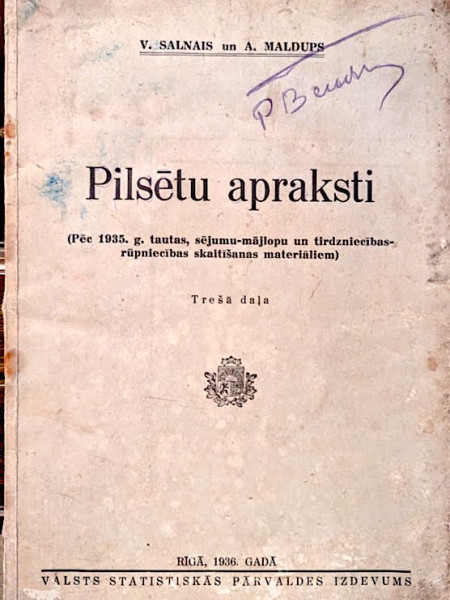 V. SALNAIS un A. MALDUPS
Pilsētu apraksti
(Pēc 1935. g. tautas, sējumu-mājlopu un tirdzniecības-
rūpniecības skaitīšanas materiāliem)
Trešā daļa
RĪGĀ, 1936. GADĀ
VALSTS STATISTISKĀS PĀRVALDES IZDEVUMS